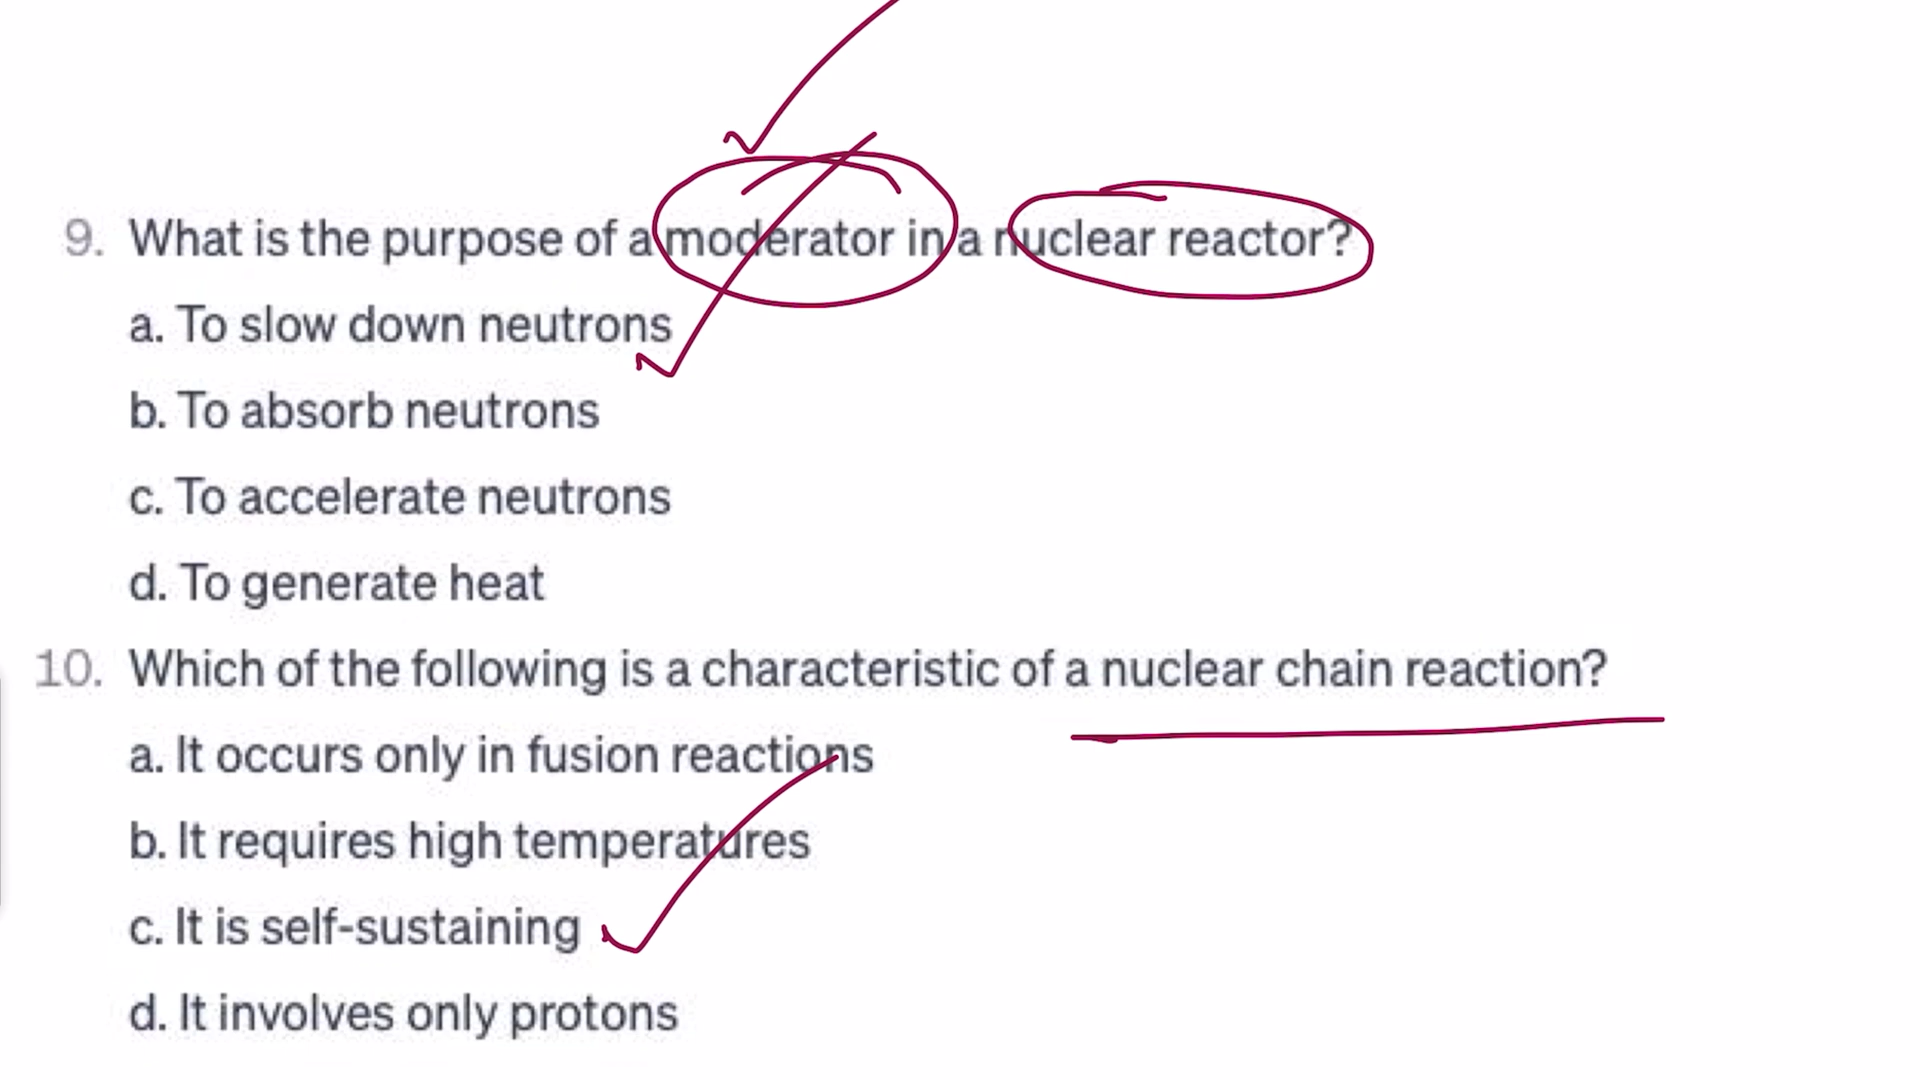 9. What is the purpose of a moderator in a nuclear reactor?
a. To slow down neutrons
b. To absorb neutrons
c. To accelerate neutrons
d. To generate heat
10. Which of the following is a characteristic of a nuclear chain reaction?
a. It occurs only in fusion reactions
b. It requires high temperatures
c. It is self-sustaining
d. It involves only protons